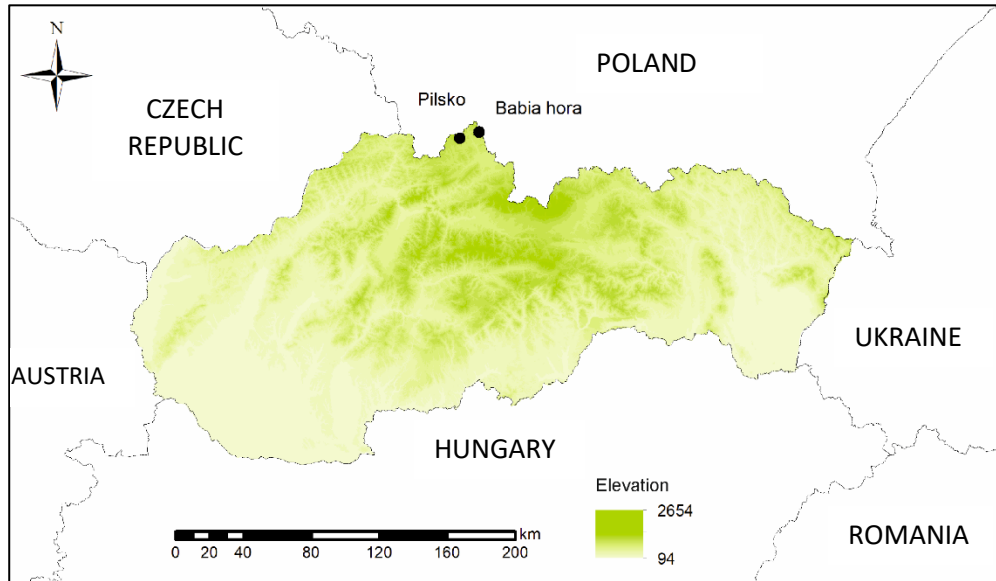 N
POLAND
Pilsko
Babia hora
CZECH
REPUBLIC
UKRAINE
AUSTRIA
HUNGARY
Elevation
2654
94
km
0 20 40 80 120 160 200
ROMANIA